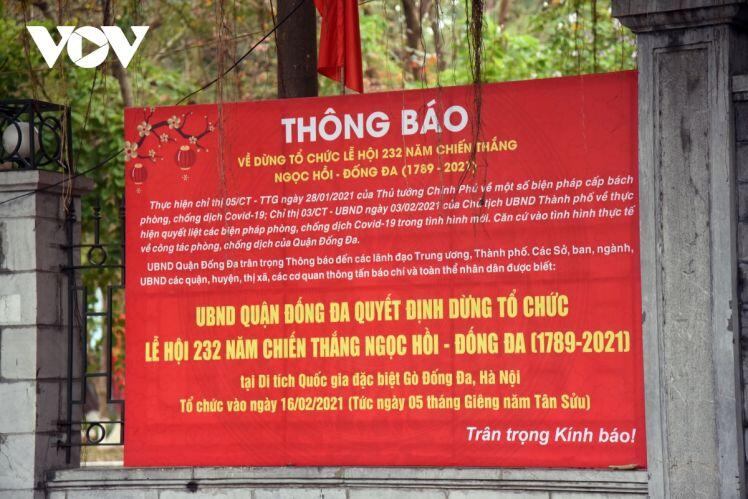 VOV
THÔNG BÁO
VỀ DỪNG TỔ CHỨC LỄ HỘI 232 NĂM CHIẾN THẮNG
NGỌC HỒI - ĐỐNG ĐA (1789 - 2021)
Thực hiện chỉ thị 05/CT - TTG ngày 28/01/2021 của Thủ tướng Chính Phủ về một số biện pháp cấp bách
phòng, chống dịch Covid-19; Chỉ thị 03/CT - UBND ngày 03/02/2021 của Chủ tịch UBND Thành phố về thực
hiện quyết liệt các biện pháp phòng, chống dịch Covid-19 trong tình hình mới. Căn cứ vào tình hình thực tế
về công tác phòng, chống dịch của Quận Đống Đa.
UBND Quận Đống Đa trân trọng Thông báo đến các lãnh đạo Trung ương, Thành phố. Các Sở, ban, ngành,
UBND các quận, huyện, thị xã, các cơ quan thông tấn báo chí và toàn thể nhân dân được biết:
UBND QUẬN ĐỐNG ĐA QUYẾT ĐỊNH DỪNG TỔ CHỨC
LỄ HỘI 232 NĂM CHIẾN THẮNG NGỌC HỒI - ĐỐNG ĐA (1789-2021)
tại Di tích Quốc gia đặc biệt Gò Đống Đa, Hà Nội
Tổ chức vào ngày 16/02/2021 (Tức ngày 05 tháng Giêng năm Tân Sửu)
Trân trọng Kính báo!